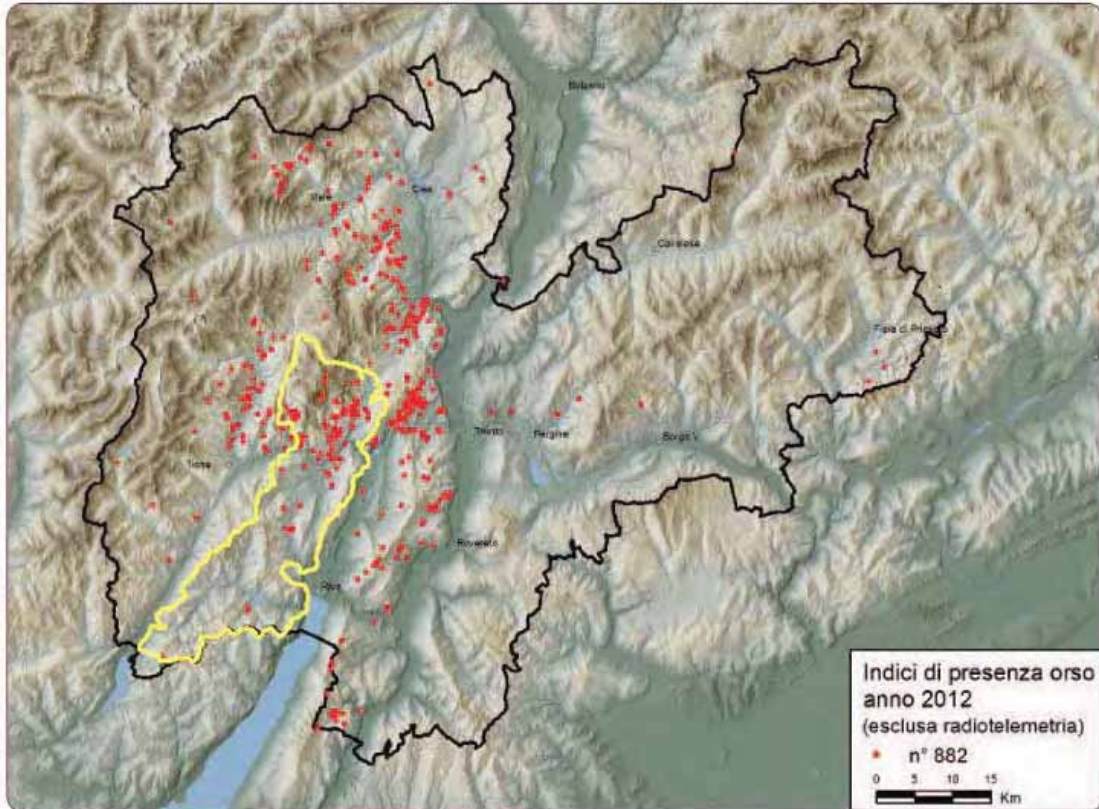 Bolzano
Cles
Malè
Cavalese
Fiera di Primiero
Trento
Pergine
Borgo V.
Tione
Rovereto
Riva
Indici di presenza orso
anno 2012
(esclusa radiotelemetria)
n° 882
0 5 10 15
Km